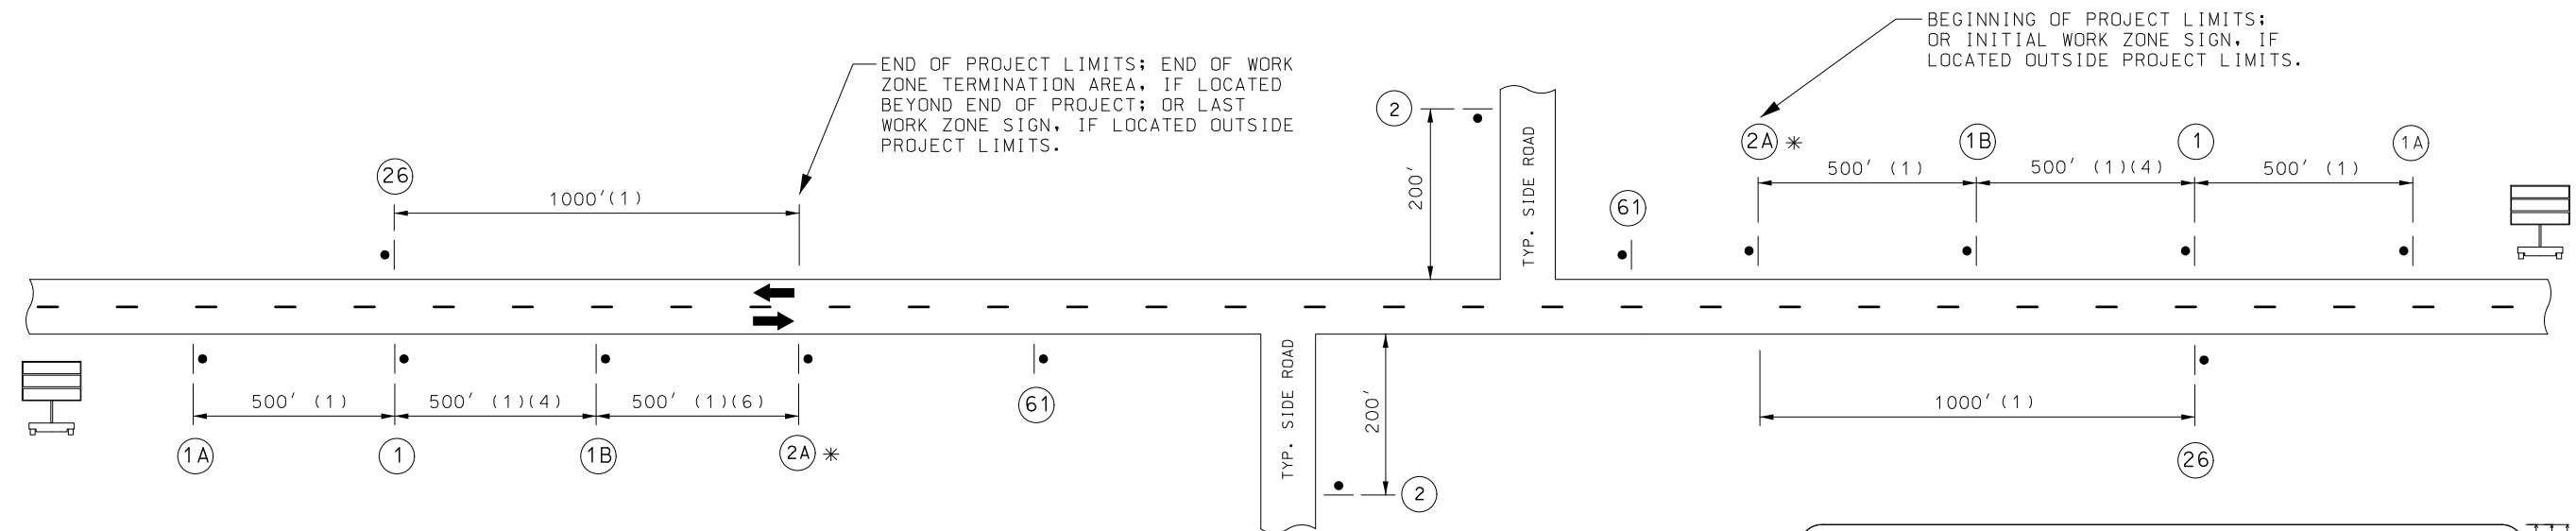 BEGINNING OF PROJECT LIMITS;
OR INITIAL WORK ZONE SIGN, IF
LOCATED OUTSIDE PROJECT LIMITS.
END OF PROJECT LIMITS; END OF WORK
ZONE TERMINATION AREA, IF LOCATED
BEYOND END OF PROJECT; OR LAST
WORK ZONE SIGN, IF LOCATED OUTSIDE
PROJECT LIMITS.
2
200'
TYP. SIDE ROAD
2A *
1B
1
1A
500' (1)
500' (1)(4)
500' (1)
26
1000'(1)
61
500' (1)
500' (1)(4)
500' (1)(6)
61
1A
1
1B
2A *
TYP. SIDE ROAD
200'
2
1000'(1)
26